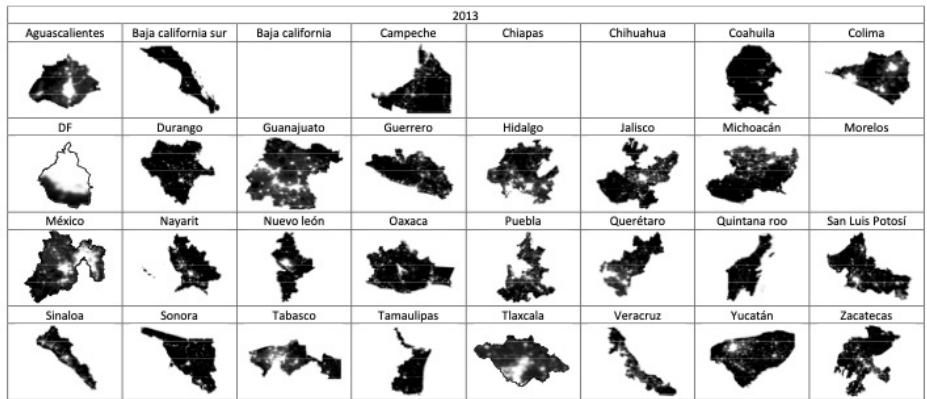 2013
Aguascalientes Baja california sur Baja california Campeche Chiapas Chihuahua Coahuila Colima
DF Durango Guanajuato Guerrero Hidalgo Jalisco Michoacán Morelos
México Nayarit Nuevo león Oaxaca Puebla Querétaro Quintana roo San Luis Potosí
Sinaloa Sonora Tabasco Tamaulipas Tlaxcala Veracruz Yucatán Zacatecas